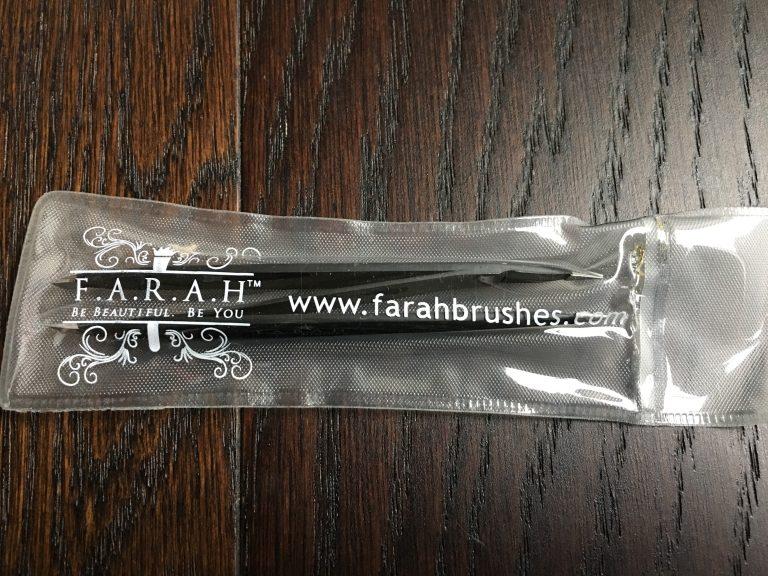 F.A.R.A.H™
BE BEAUTIFUL. BE YOU
www.farahbrushes.com